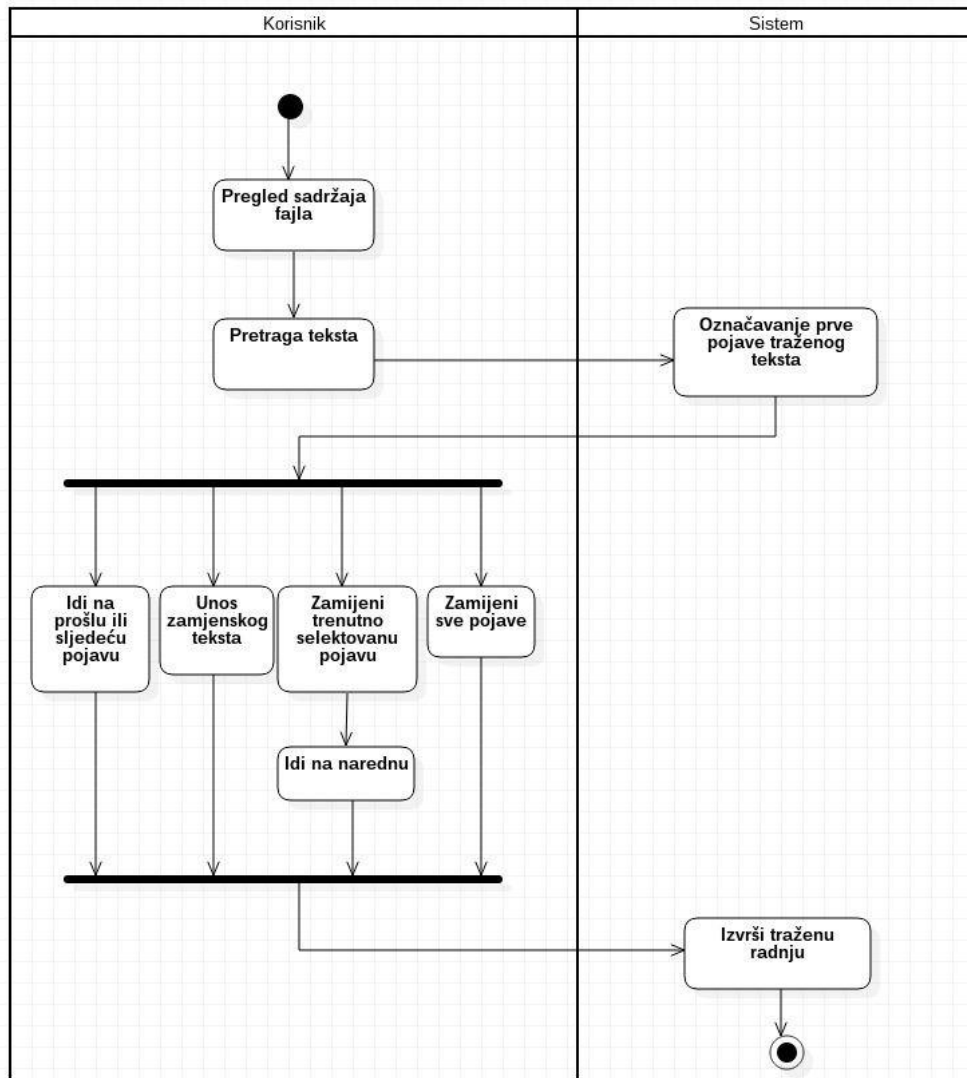 Korisnik
Sistem
Pregled sadržaja
fajla
Pretraga teksta
Označavanje prve
pojave traženog
teksta
Idi na
prošlu ili
sljedeću
pojavu
Unos
zamjenskog
teksta
Zamijeni
trenutno
selektovanu
pojavu
Zamijeni
sve pojave
Idi na narednu
Izvrši traženu
radnju